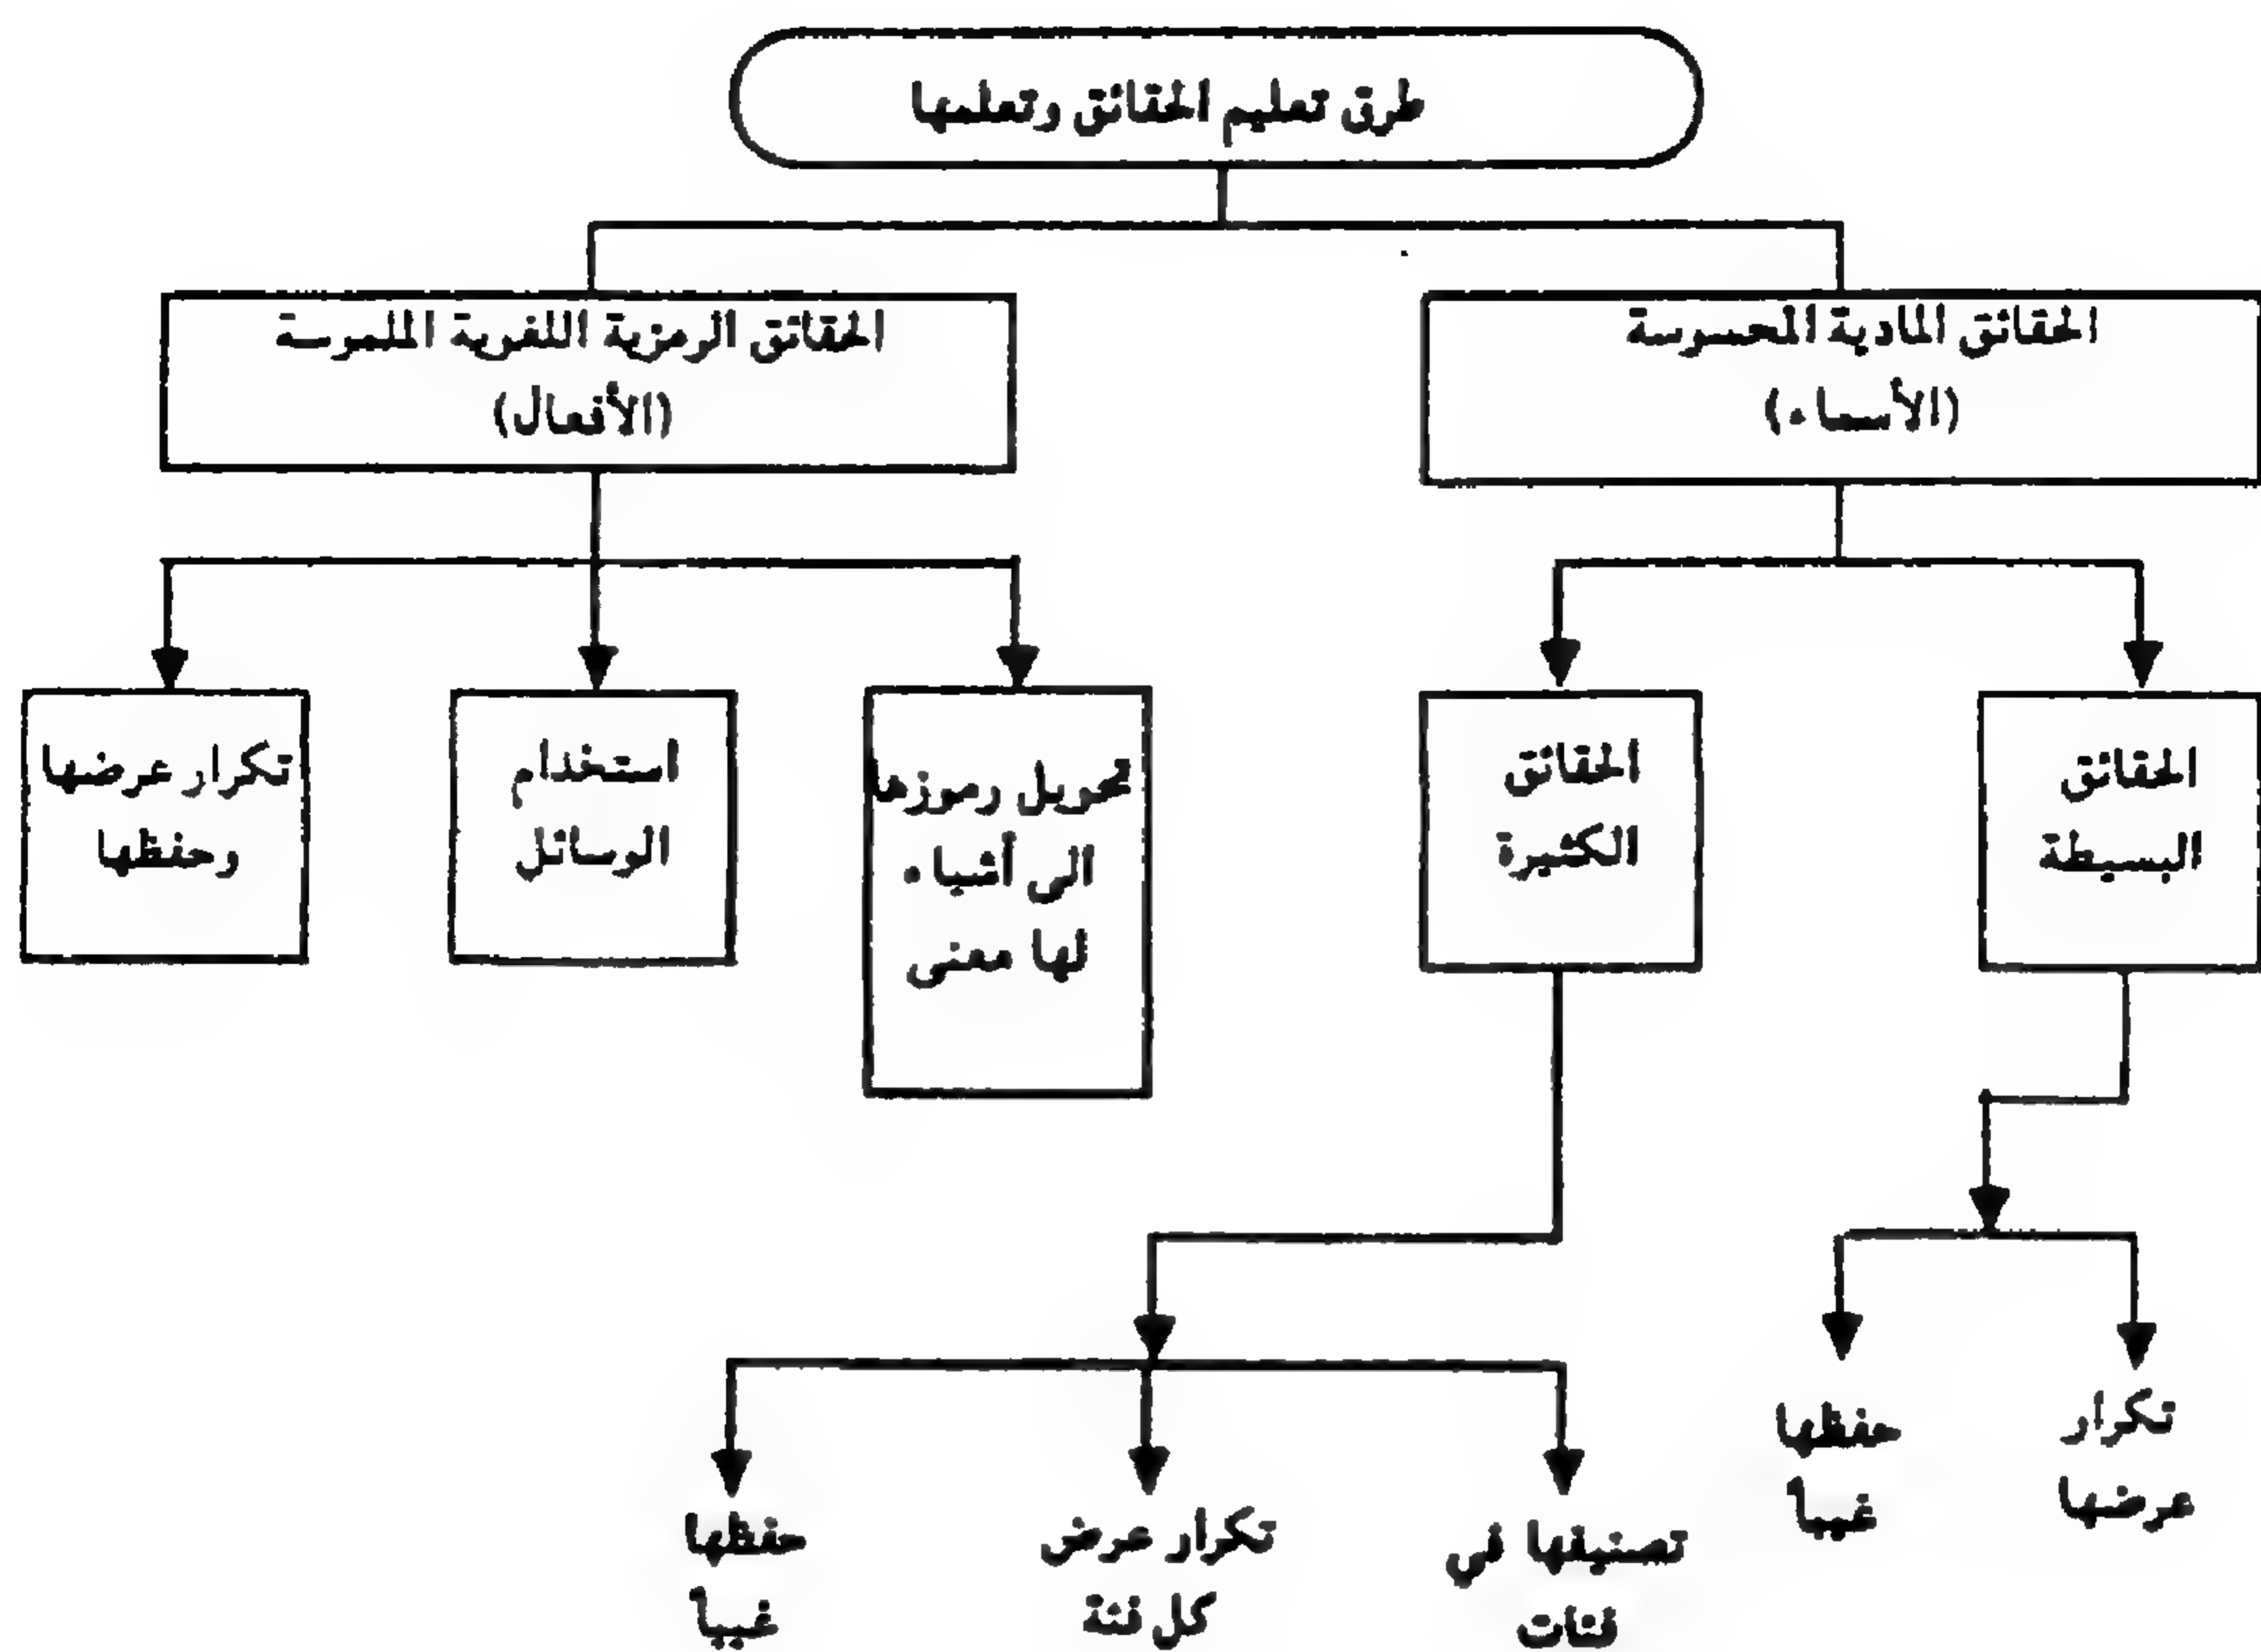 طرق تعليم الحقائق وتعلمها
الحقائق المادية المحسوسة
(الأسماء)
الحقائق الرمزية اللغوية الملموسة
(الأفعال)
الحقائق
البسيطة
الحقائق
الكثيرة
تحويل رموزها
الى أشياء
لها معنى
استخدام
الوسائل
تكرار عرضها
وحفظها
تكرار
عرضها
حفظها
غيباً
تصنيفها في
فئات
تكرار عرض
كل فئة
حفظها
غيباً